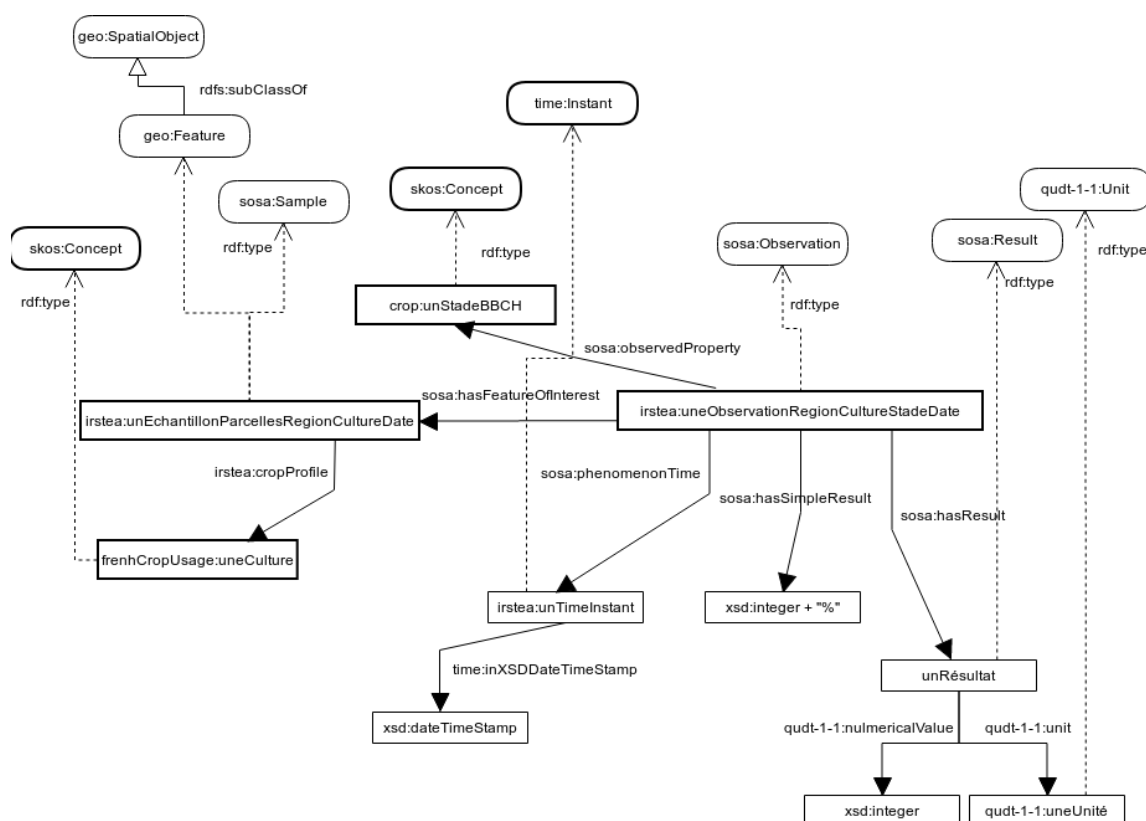 geo:SpatialObject
rdfs:subClassOf
time:Instant
geo:Feature
skos:Concept
qudt-1-1:Unit
sosa:Sample
sosa:Observation
sosa:Result
skos:Concept
rdf:type
rdf:type
rdf:type
rdf:type
rdf:type
rdf:type
crop:unStadeBBCH
sosa:observedProperty
sosa:hasFeatureOfInterest
irstea:unEchantillonParcellesRegionCultureDate
irstea:uneObservationRegionCultureStadeDate
irstea:cropProfile
sosa:phenomenonTime
sosa:hasSimpleResult
sosa:hasResult
frenhCropUsage:uneCulture
irstea:unTimeInstant
xsd:integer + "%"
time:inXSDDateTimeStamp
unRésultat
xsd:dateTimeStamp
qudt-1-1:nulmericalValue
qudt-1-1:unit
xsd:integer
qudt-1-1:uneUnité